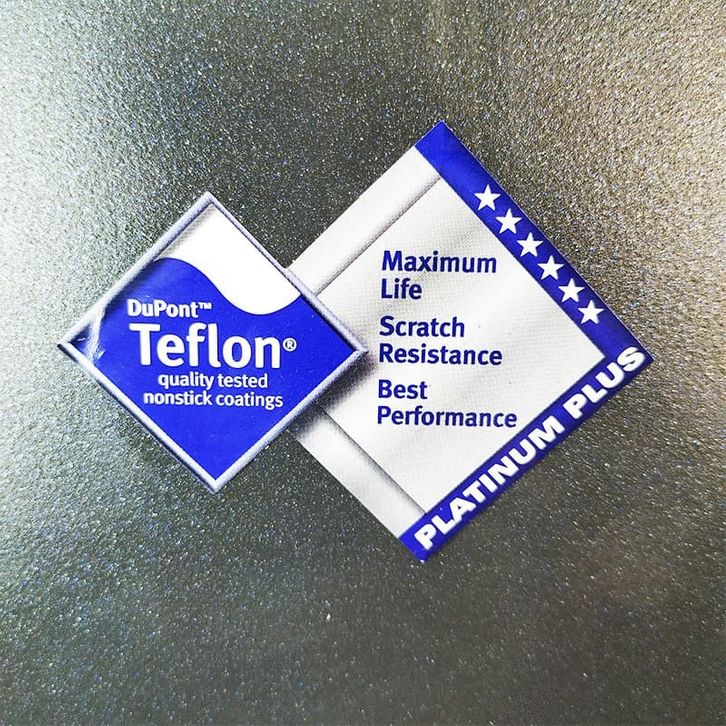 DuPont™
Teflon®
quality tested
nonstick coatings
Maximum
Life
Scratch
Resistance
Best
Performance
PLATINUM PLUS